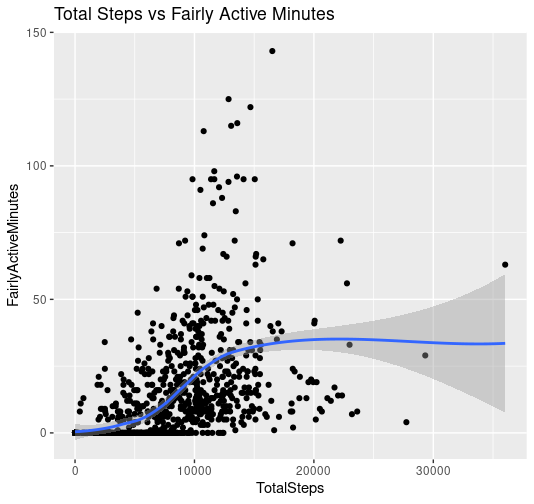 Total Steps vs Fairly Active Minutes
150
100
50
0
FairlyActiveMinutes
0 10000 20000 30000
TotalSteps